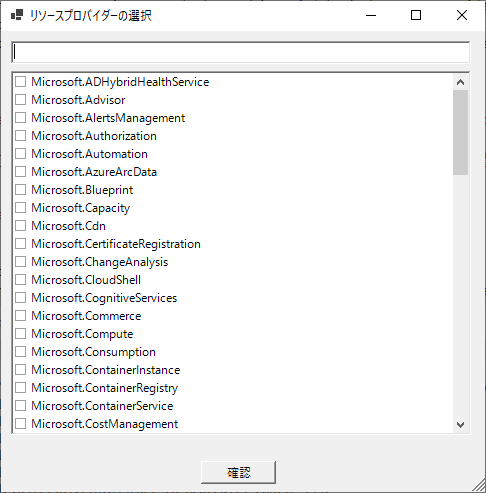 リソースプロバイダーの選択
Microsoft.ADHybridHealthService
Microsoft.Advisor
Microsoft.AlertsManagement
Microsoft.Authorization
Microsoft.Automation
Microsoft.AzureArcData
Microsoft.Blueprint
Microsoft.Capacity
Microsoft.Cdn
Microsoft.CertificateRegistration
Microsoft.ChangeAnalysis
Microsoft.CloudShell
Microsoft.CognitiveServices
Microsoft.Commerce
Microsoft.Compute
Microsoft.Consumption
Microsoft.ContainerInstance
Microsoft.ContainerRegistry
Microsoft.ContainerService
Microsoft.CostManagement
確認